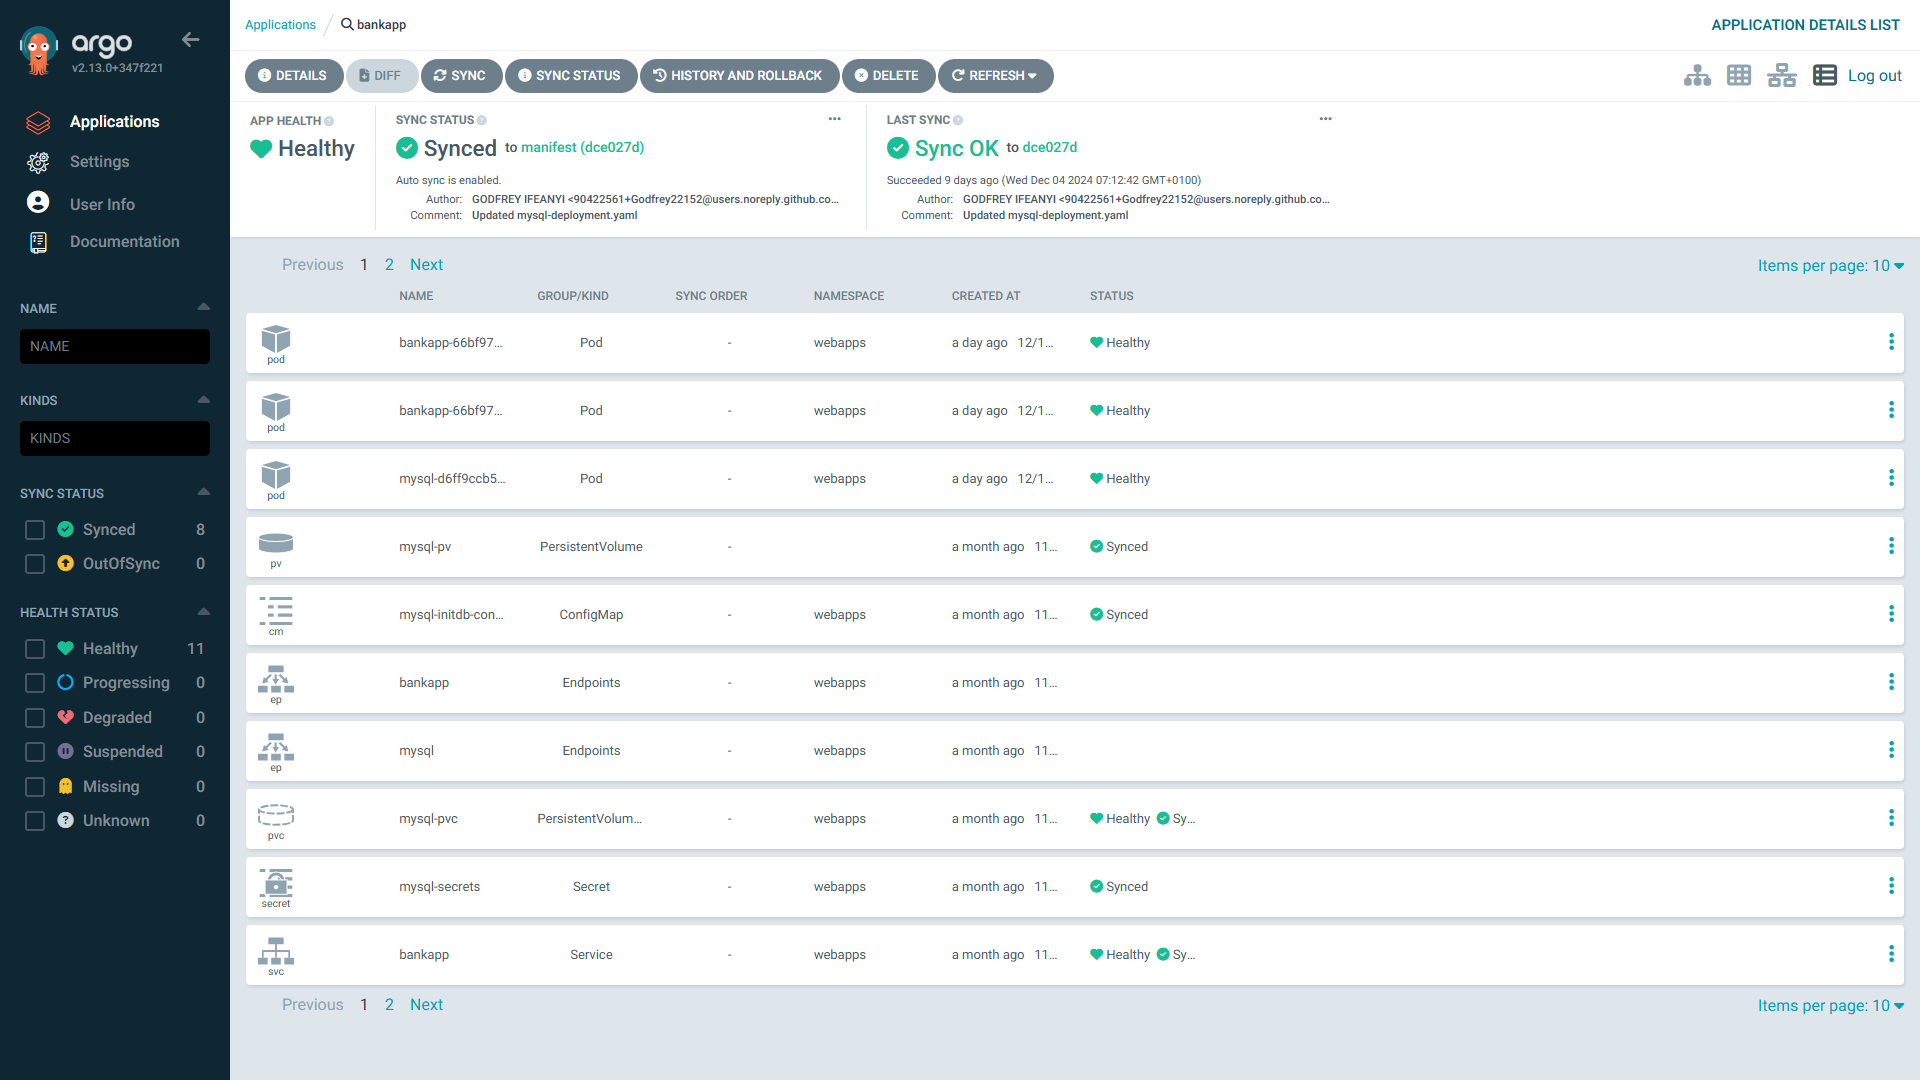 argo
v2.13.0+347f221
Applications
Settings
User Info
Documentation
NAME
NAME
KINDS
KINDS
SYNC STATUS
Synced 8
OutOfSync 0
HEALTH STATUS
Healthy 11
Progressing 0
Degraded 0
Suspended 0
Missing 0
Unknown 0
Applications / bankapp
APPLICATION DETAILS LIST
DETAILS DIFF SYNC SYNC STATUS HISTORY AND ROLLBACK DELETE REFRESH
Log out
APP HEALTH
Healthy
SYNC STATUS
Synced to manifest (dce027d)
Auto sync is enabled.
Author: GODFREY IFEANYI <90422561+Godfrey22152@users.noreply.github.co...
Comment: Updated mysql-deployment.yaml
LAST SYNC
Sync OK to dce027d
Succeeded 9 days ago (Wed Dec 04 2024 07:12:42 GMT+0100)
Author: GODFREY IFEANYI <90422561+Godfrey22152@users.noreply.github.co...
Comment: Updated mysql-deployment.yaml
Previous 1 2 Next
Items per page: 10
NAME GROUP/KIND SYNC ORDER NAMESPACE CREATED AT STATUS
pod bankapp-66bf97... Pod - webapps a day ago 12/1... Healthy
pod bankapp-66bf97... Pod - webapps a day ago 12/1... Healthy
pod mysql-d6ff9ccb5... Pod - webapps a day ago 12/1... Healthy
pv mysql-pv PersistentVolume - a month ago 11... Synced
cm mysql-initdb-con... ConfigMap - webapps a month ago 11... Synced
ep bankapp Endpoints - webapps a month ago 11...
ep mysql Endpoints - webapps a month ago 11...
pvc mysql-pvc PersistentVolum... - webapps a month ago 11... Healthy Sy...
secret mysql-secrets Secret - webapps a month ago 11... Synced
svc bankapp Service - webapps a month ago 11... Healthy Sy...
Previous 1 2 Next
Items per page: 10